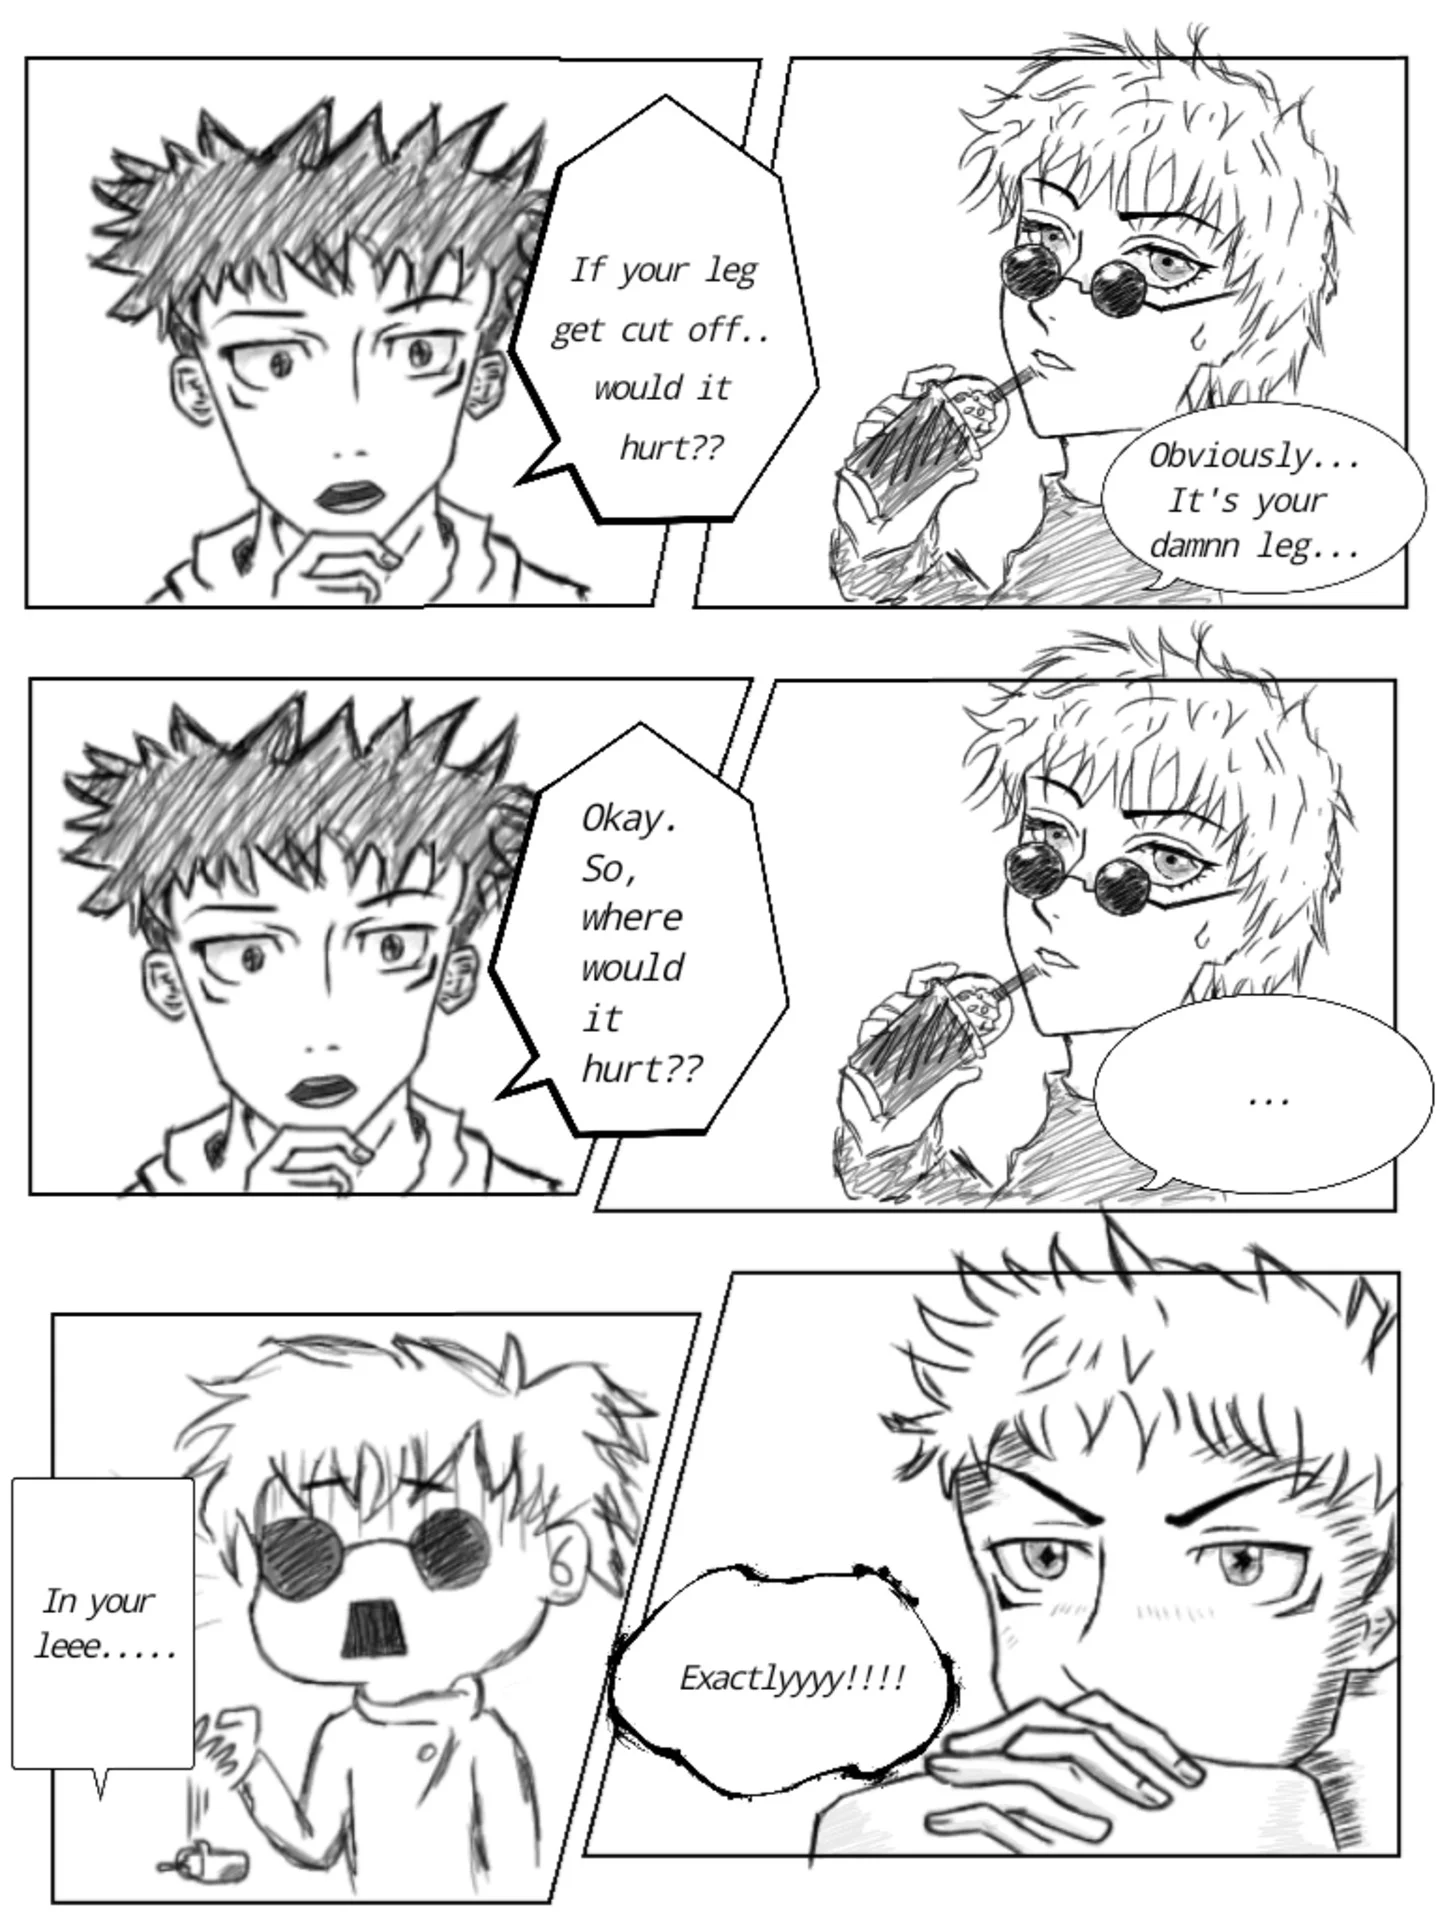 If your leg
get cut off..
would it
hurt??
Obviously...
It's your
damnn leg...
Okay.
So,
where
would
it
hurt??
...
In your
leee.....
Exactlyyyy!!!!